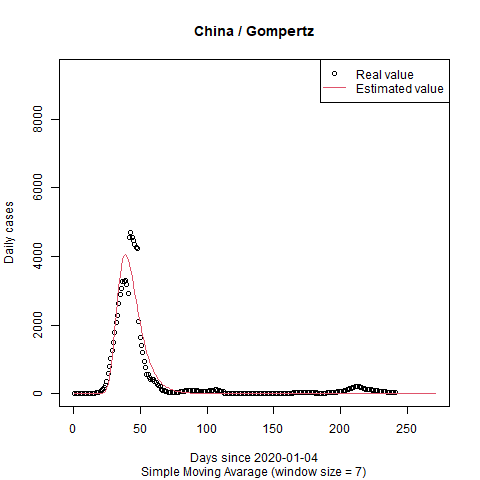 China / Gompertz
Real value
Estimated value
Daily cases
8000
6000
4000
2000
0
0 50 100 150 200 250
Days since 2020-01-04
Simple Moving Avarage (window size = 7)